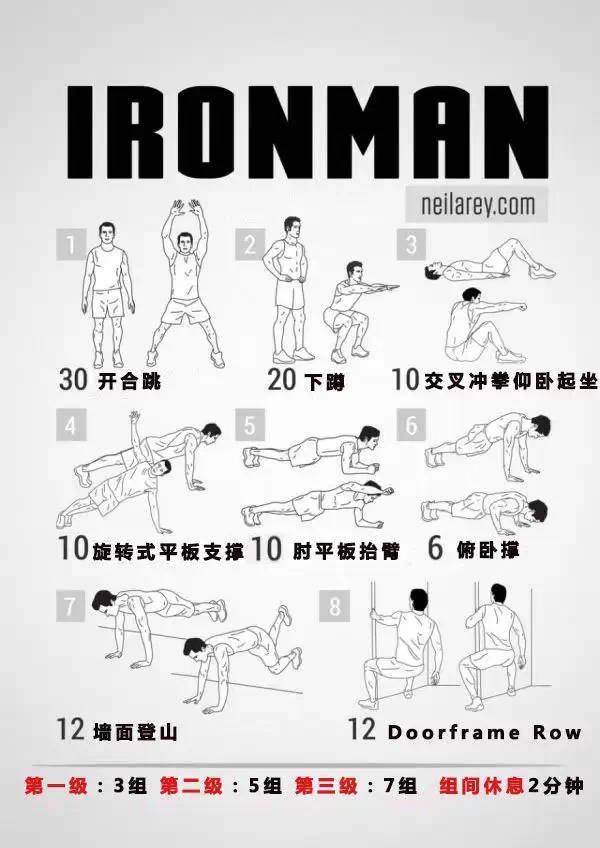 IRONMAN
neilarey.com
1
2
3
30 开合跳
20 下蹲
10 交叉冲拳仰卧起坐
4
5
6
10 旋转式平板支撑
10 肘平板抬臂
6 俯卧撑
7
8
12 墙面登山
12 Doorframe Row
第一级：3组 第二级：5组 第三级：7组 组间休息2分钟